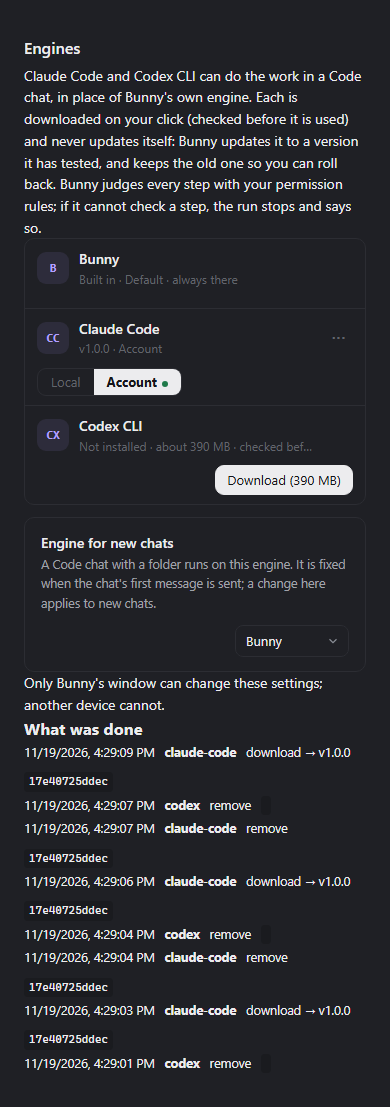 Engines
Claude Code and Codex CLI can do the work in a Code
chat, in place of Bunny's own engine. Each is
downloaded on your click (checked before it is used)
and never updates itself: Bunny updates it to a version
it has tested, and keeps the old one so you can roll
back. Bunny judges every step with your permission
rules; if it cannot check a step, the run stops and says
so.
B
Bunny
Built in · Default · always there
CC
Claude Code
v1.0.0 · Account
...
Local
Account
CX
Codex CLI
Not installed · about 390 MB · checked bef...
Download (390 MB)
Engine for new chats
A Code chat with a folder runs on this engine. It is fixed
when the chat's first message is sent; a change here
applies to new chats.
Bunny
Only Bunny's window can change these settings;
another device cannot.
What was done
11/19/2026, 4:29:09 PM claude-code download → v1.0.0
17e40725ddec
11/19/2026, 4:29:07 PM codex remove
11/19/2026, 4:29:07 PM claude-code remove
17e40725ddec
11/19/2026, 4:29:06 PM claude-code download → v1.0.0
17e40725ddec
11/19/2026, 4:29:04 PM codex remove
11/19/2026, 4:29:04 PM claude-code remove
17e40725ddec
11/19/2026, 4:29:03 PM claude-code download → v1.0.0
17e40725ddec
11/19/2026, 4:29:01 PM codex remove